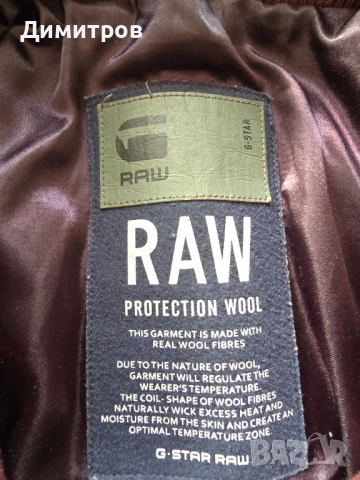 Димитров
G-STAR
RAW
RAW
PROTECTION WOOL
THIS GARMENT IS MADE WITH
REAL WOOL FIBRES
DUE TO THE NATURE OF WOOL,
GARMENT WILL REGULATE THE
WEARER'S TEMPERATURE.
THE COIL - SHAPE OF WOOL FIBRES
NATURALLY WICK EXCESS HEAT AND
MOISTURE FROM THE SKIN AND CREATE AN
OPTIMAL TEMPERATURE ZONE.
G-STAR RAW
BAZAR